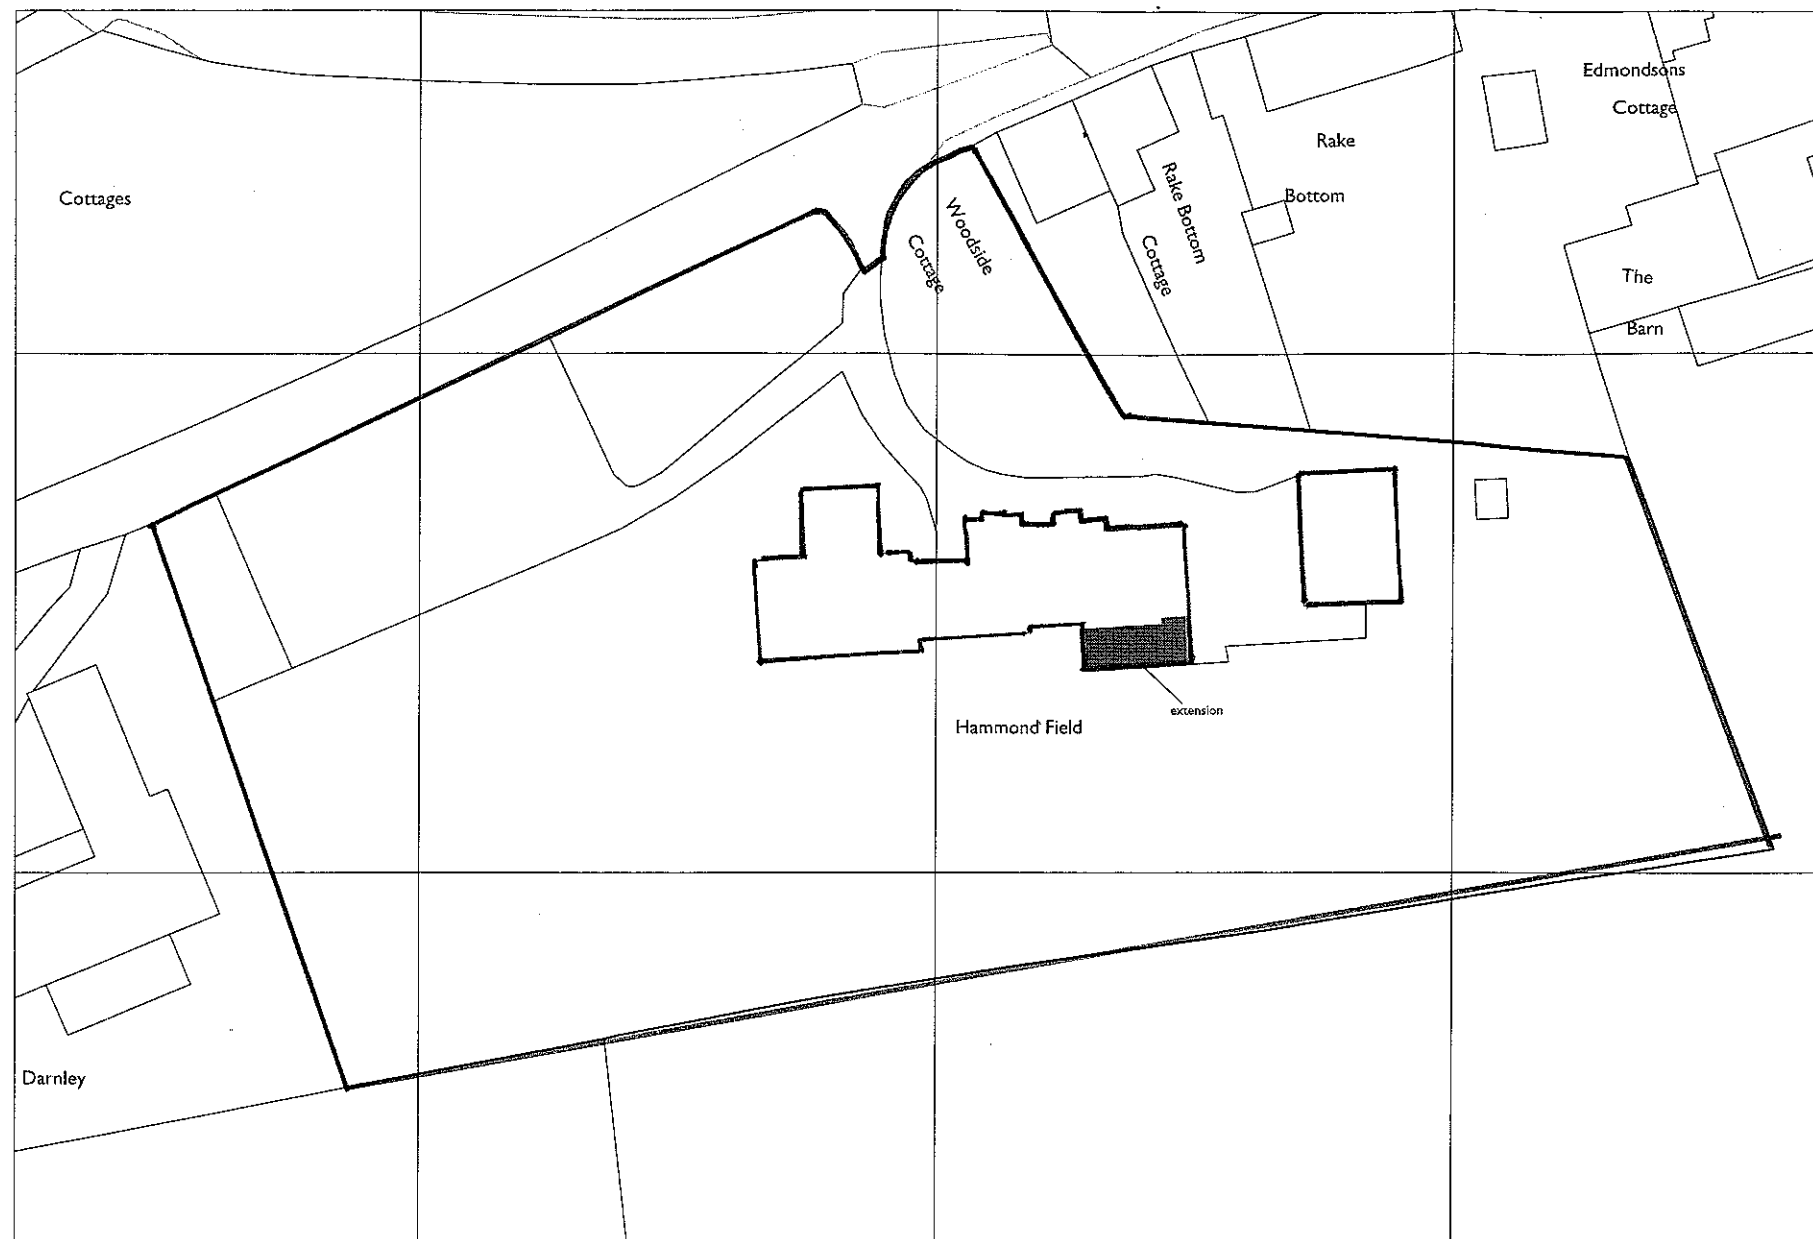 Edmondsons
Cottage
Rake
Bottom
Cottages
Woodside
Cottage
Rake Bottom
Cottage
The
Barn
extension
Hammond Field
Darnley